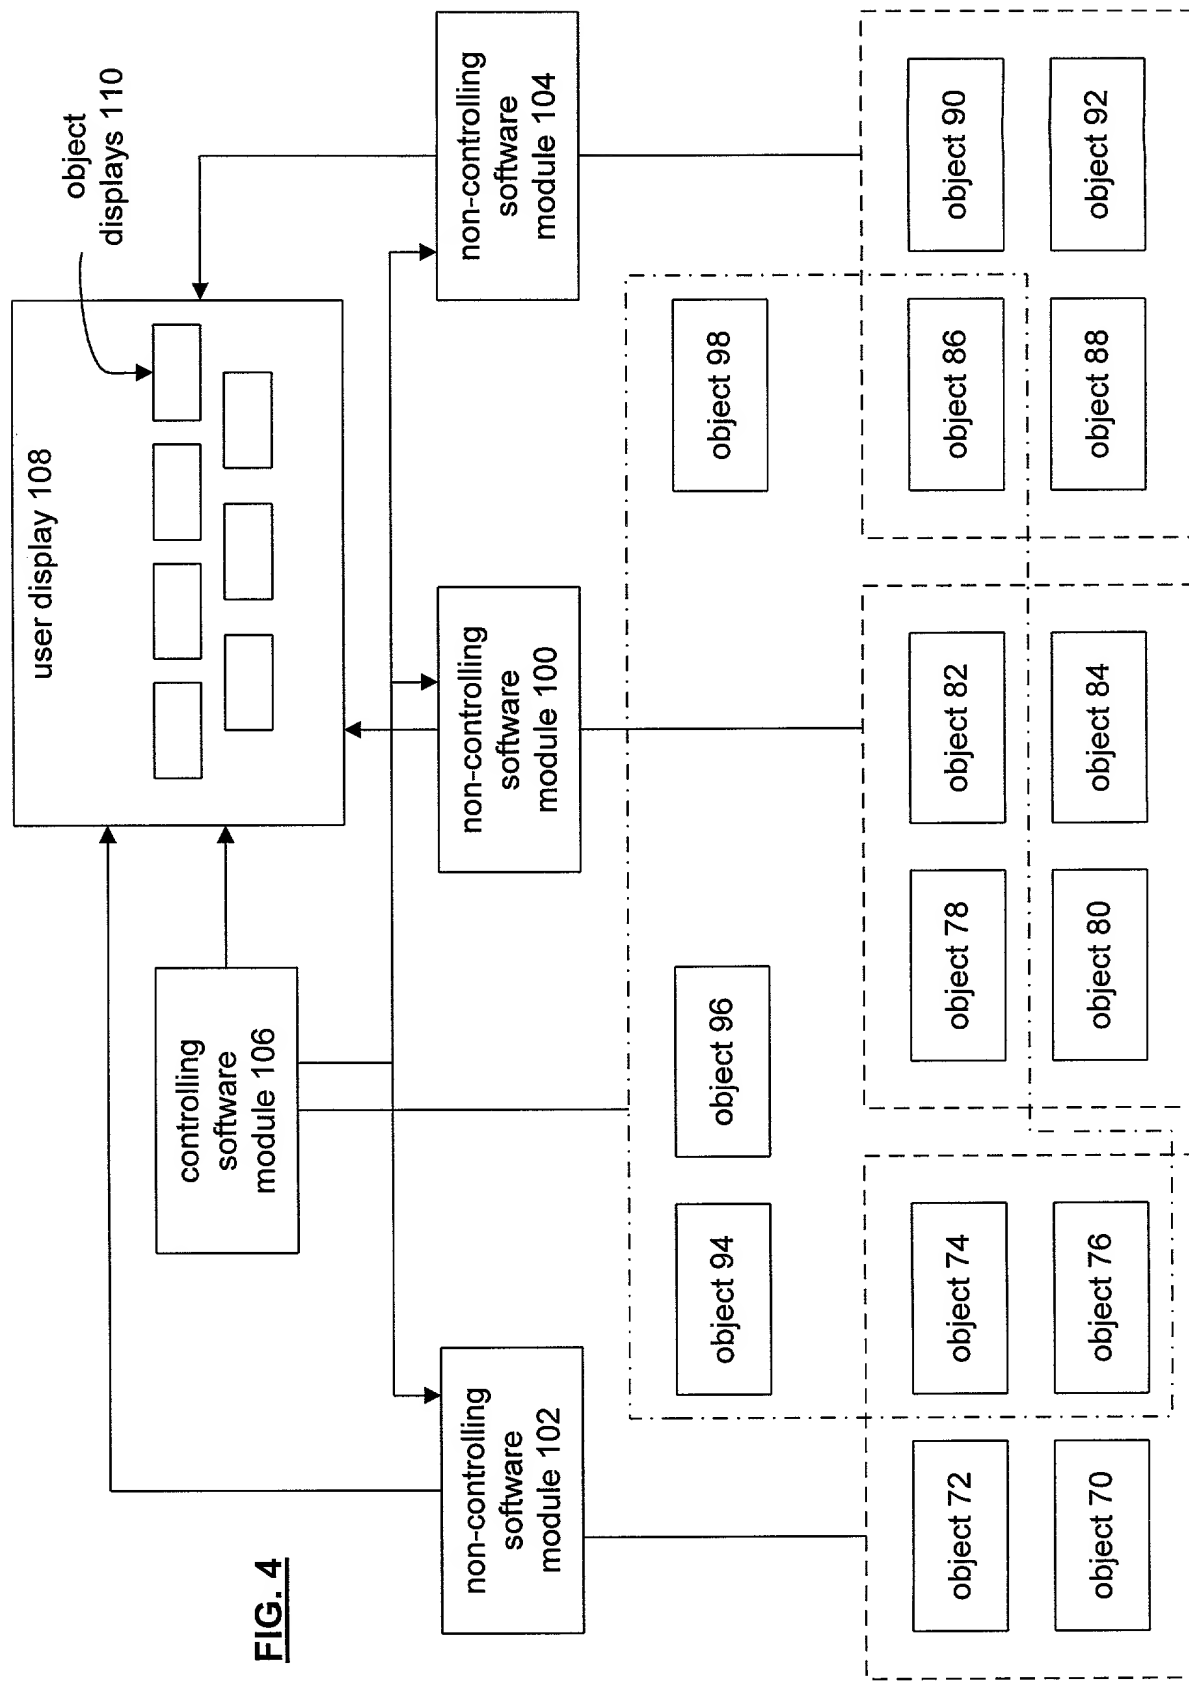 FIG. 4
user display 108
object
displays 110
controlling
software
module 106
non-controlling
software
module 102
non-controlling
software
module 100
non-controlling
software
module 104
object 94
object 96
object 98
object 72
object 74
object 78
object 82
object 86
object 90
object 70
object 76
object 80
object 84
object 88
object 92